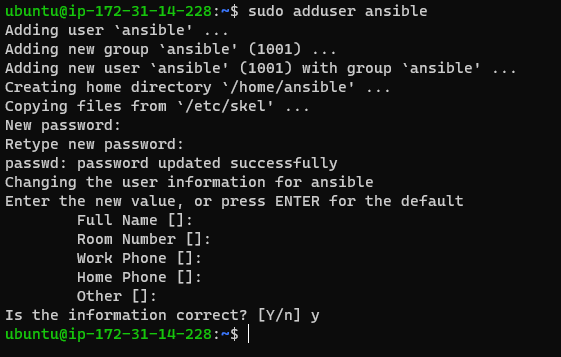 ubuntu@ip-172-31-14-228:~$ sudo adduser ansible
Adding user `ansible' ...
Adding new group `ansible' (1001) ...
Adding new user `ansible' (1001) with group `ansible' ...
Creating home directory `/home/ansible' ...
Copying files from `/etc/skel' ...
New password:
Retype new password:
passwd: password updated successfully
Changing the user information for ansible
Enter the new value, or press ENTER for the default
Full Name []:
Room Number []:
Work Phone []:
Home Phone []:
Other []:
Is the information correct? [Y/n] y
ubuntu@ip-172-31-14-228:~$